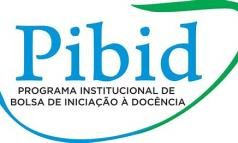 Pibid
PROGRAMA INSTITUCIONAL DE
BOLSA DE INICIAÇÃO À DOCÊNCIA